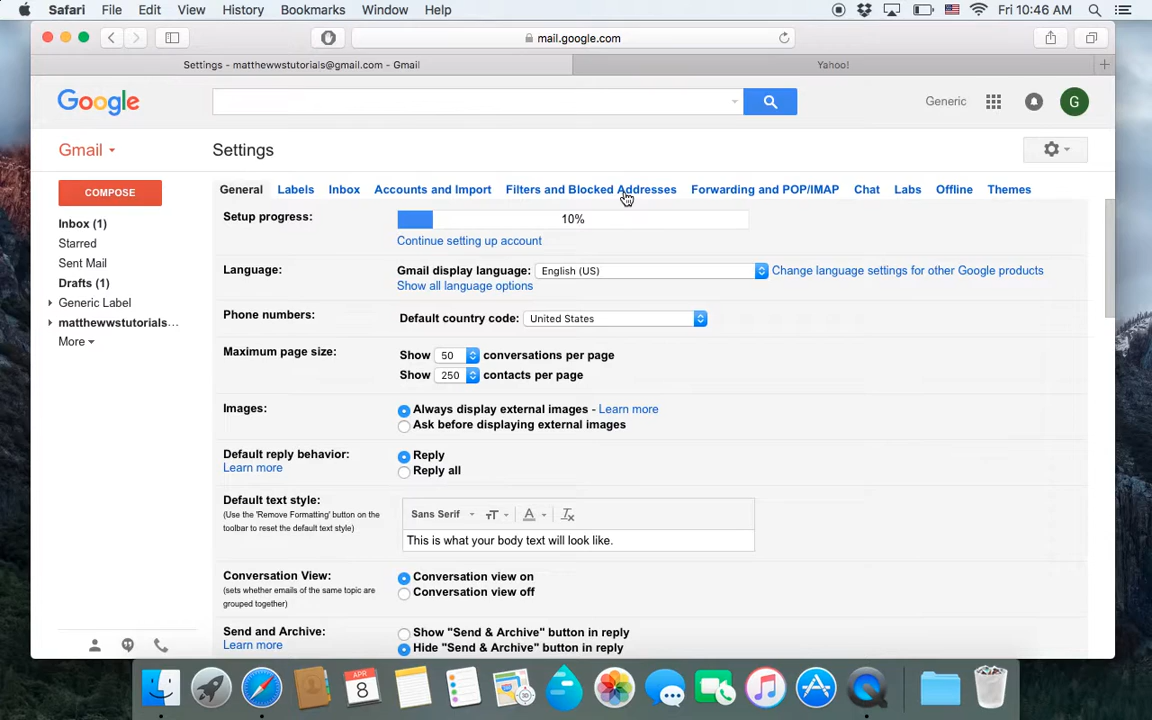 Safari File Edit View History Bookmarks Window Help Fri 10:46 AM
mail.google.com
Settings - matthewwstutorials@gmail.com - Gmail Yahoo!
Google Generic G
Gmail Settings
COMPOSE
General Labels Inbox Accounts and Import Filters and Blocked Addresses Forwarding and POP/IMAP Chat Labs Offline Themes
Inbox (1)
Starred
Sent Mail
Drafts (1)
Generic Label
matthewwstutorials...
More
Setup progress: 10%
Continue setting up account
Language: Gmail display language: English (US) Change language settings for other Google products
Show all language options
Phone numbers: Default country code: United States
Maximum page size: Show 50 conversations per page
Show 250 contacts per page
Images: Always display external images - Learn more
Ask before displaying external images
Default reply behavior: Reply
Learn more Reply all
Default text style:
(Use the 'Remove Formatting' button on the
toolbar to reset the default text style)
Sans Serif
This is what your body text will look like.
Conversation View: Conversation view on
(sets whether emails of the same topic are
grouped together)
Conversation view off
Send and Archive: Show "Send & Archive" button in reply
Learn more Hide "Send & Archive" button in reply
APR
8